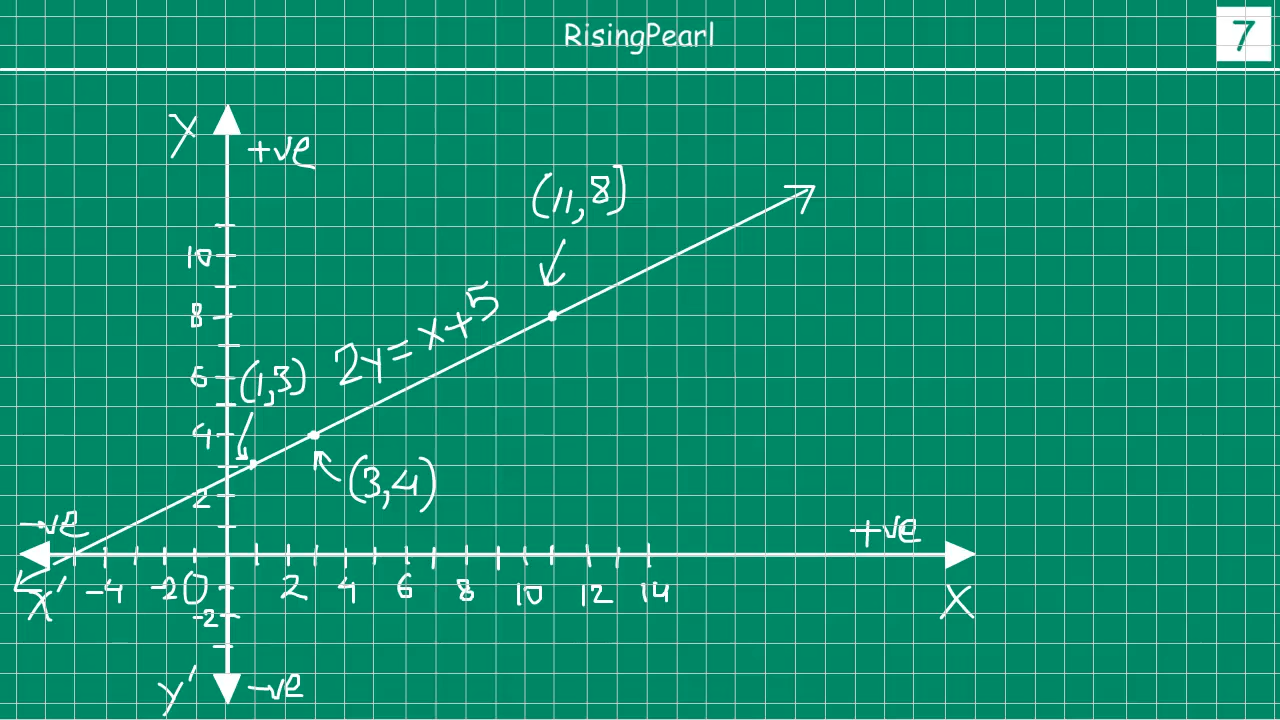 RisingPearl
7
Y
+ve
(11,8)
10
8
2y=x+5
6
(1,3)
4
(3,4)
2
-ve
+ve
X'
-4
-2
O
2
4
6
8
10
12
14
X
-2
Y'
-ve